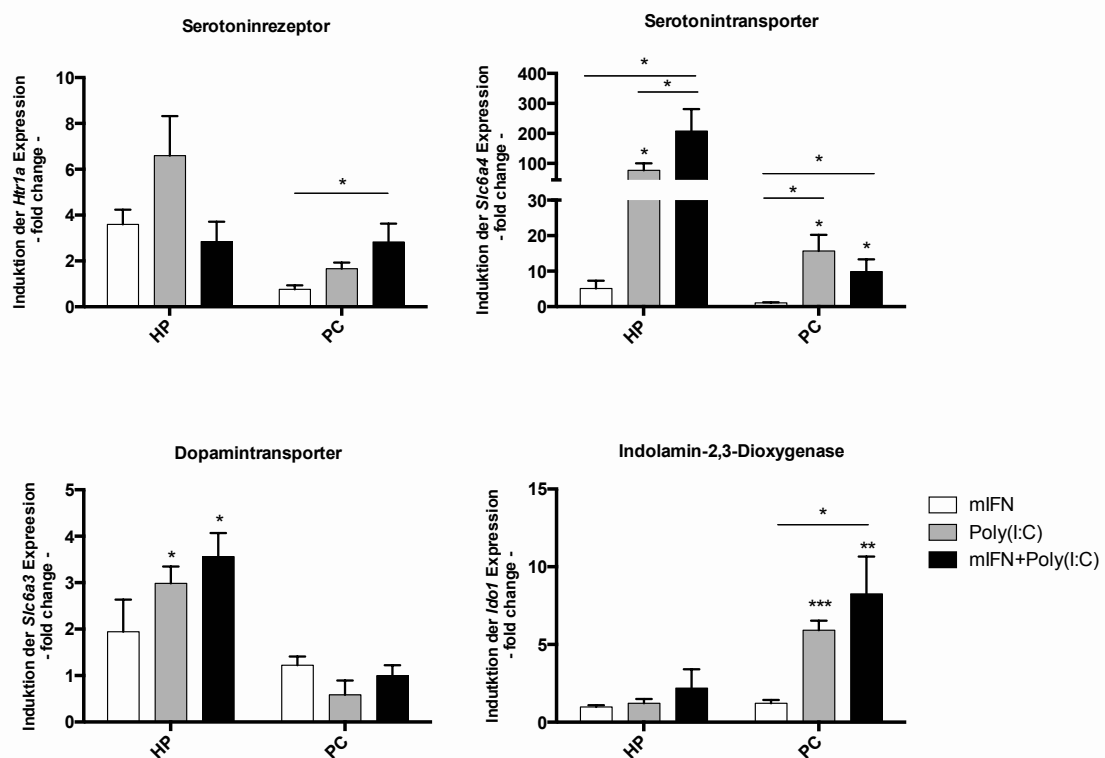 Serotoninrezeptor
Induktion der Htr1a Expression
- fold change -
10
8
6
4
2
0
*
HP
PC
Serotonintransporter
Induktion der Slc6a4 Expression
- fold change -
400
300
200
100
30
20
10
0
*
*
*
*
*
*
*
HP
PC
Dopamintransporter
Induktion der Slc6a3 Expreesion
- fold change -
5
4
3
2
1
0
*
*
HP
PC
Indolamin-2,3-Dioxygenase
Indutktion der Ido1 Expression
- fold change -
15
10
5
0
*
**
***
HP
PC
mIFN
Poly(I:C)
mIFN+Poly(I:C)